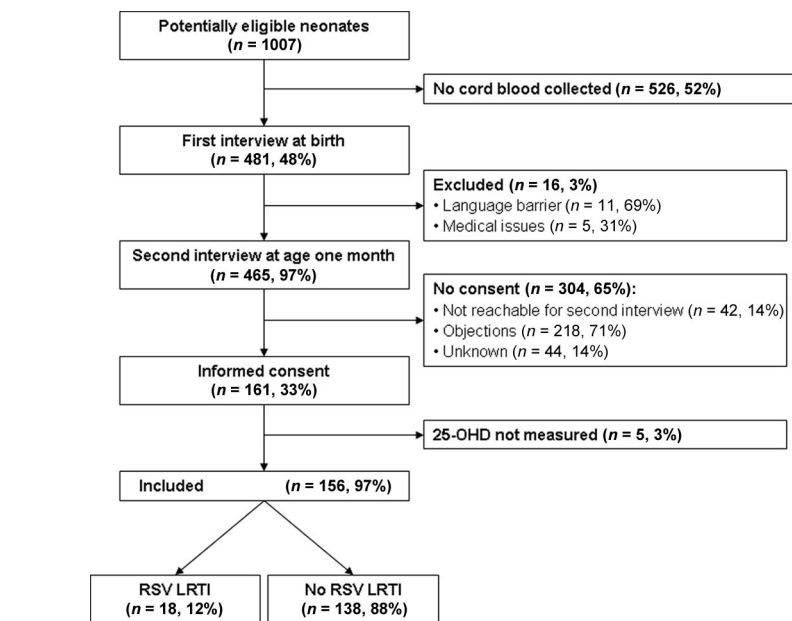 Potentially eligible neonates
(n = 1007)
No cord blood collected (n = 526, 52%)
First interview at birth
(n = 481, 48%)
Excluded (n = 16, 3%)
• Language barrier (n = 11, 69%)
• Medical issues (n = 5, 31%)
Second interview at age one month
(n = 465, 97%)
No consent (n = 304, 65%):
• Not reachable for second interview (n = 42, 14%)
• Objections (n = 218, 71%)
• Unknown (n = 44, 14%)
Informed consent
(n = 161, 33%)
25-OHD not measured (n = 5, 3%)
Included (n = 156, 97%)
RSV LRTI
(n = 18, 12%)
No RSV LRTI
(n = 138, 88%)